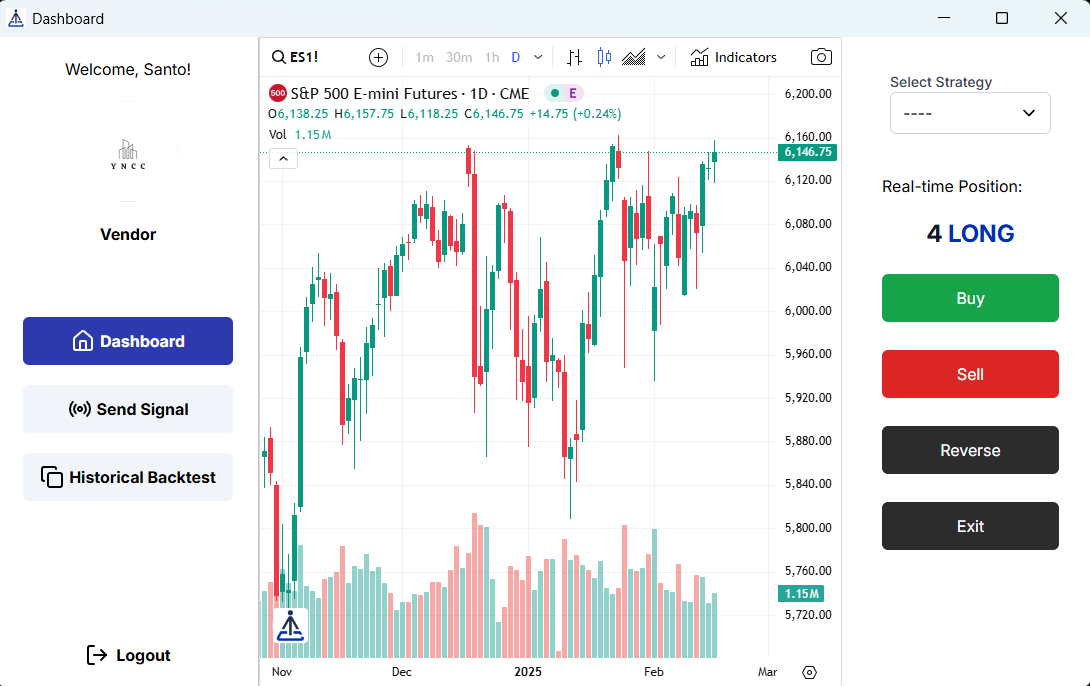 Dashboard
Welcome, Santo!
YNCC
Vendor
Dashboard
Send Signal
Historical Backtest
Logout
ES1!
1m 30m 1h D
Indicators
500 S&P 500 E-mini Futures · 1D · CME E
O6,138.25 H6,157.75 L6,118.25 C6,146.75 +14.75 (+0.24%)
Vol 1.15M
6,200.00
6,160.00
6,146.75
6,120.00
6,080.00
6,040.00
6,000.00
5,960.00
5,920.00
5,880.00
5,840.00
5,800.00
5,760.00
1.15M
5,720.00
Nov Dec 2025 Feb Mar
Select Strategy
----
Real-time Position:
4 LONG
Buy
Sell
Reverse
Exit